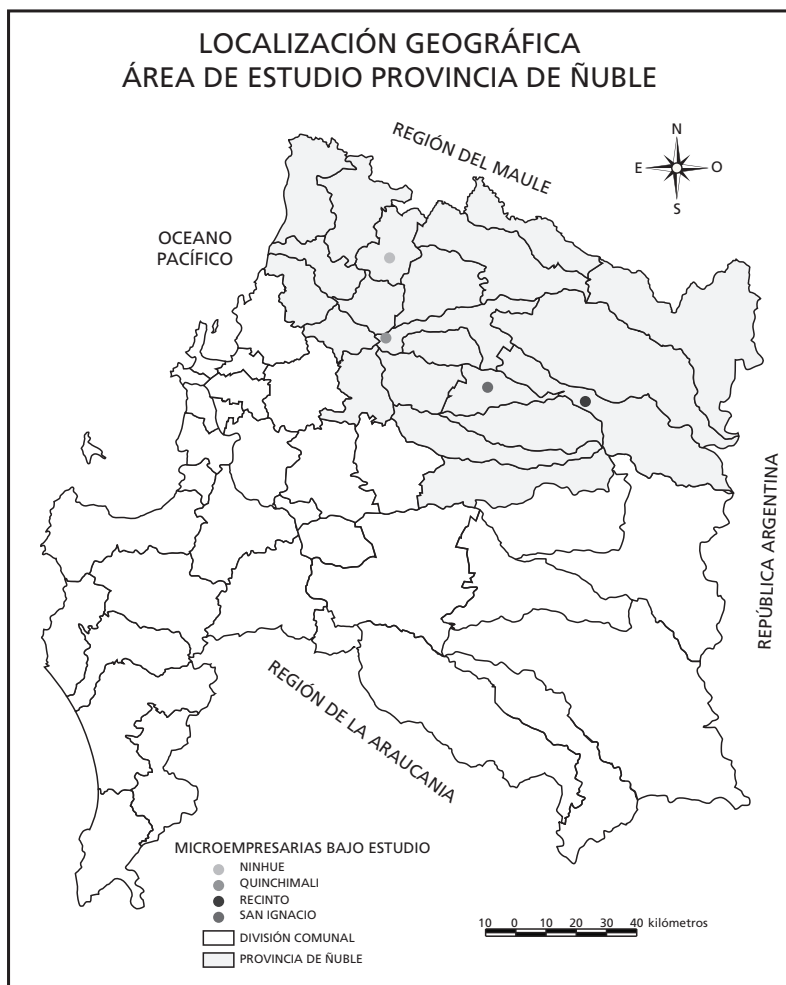 LOCALIZACIÓN GEOGRÁFICA
ÁREA DE ESTUDIO PROVINCIA DE ÑUBLE
REGIÓN DEL MAULE
N
E
O
S
OCEANO
PACÍFICO
REPÚBLICA ARGENTINA
REGIÓN DE LA ARAUCANIA
MICROEMPRESARIAS BAJO ESTUDIO
NINHUE
QUINCHIMALI
RECINTO
SAN IGNACIO
DIVISIÓN COMUNAL
PROVINCIA DE ÑUBLE
10 0 10 20 30 40 kilómetros